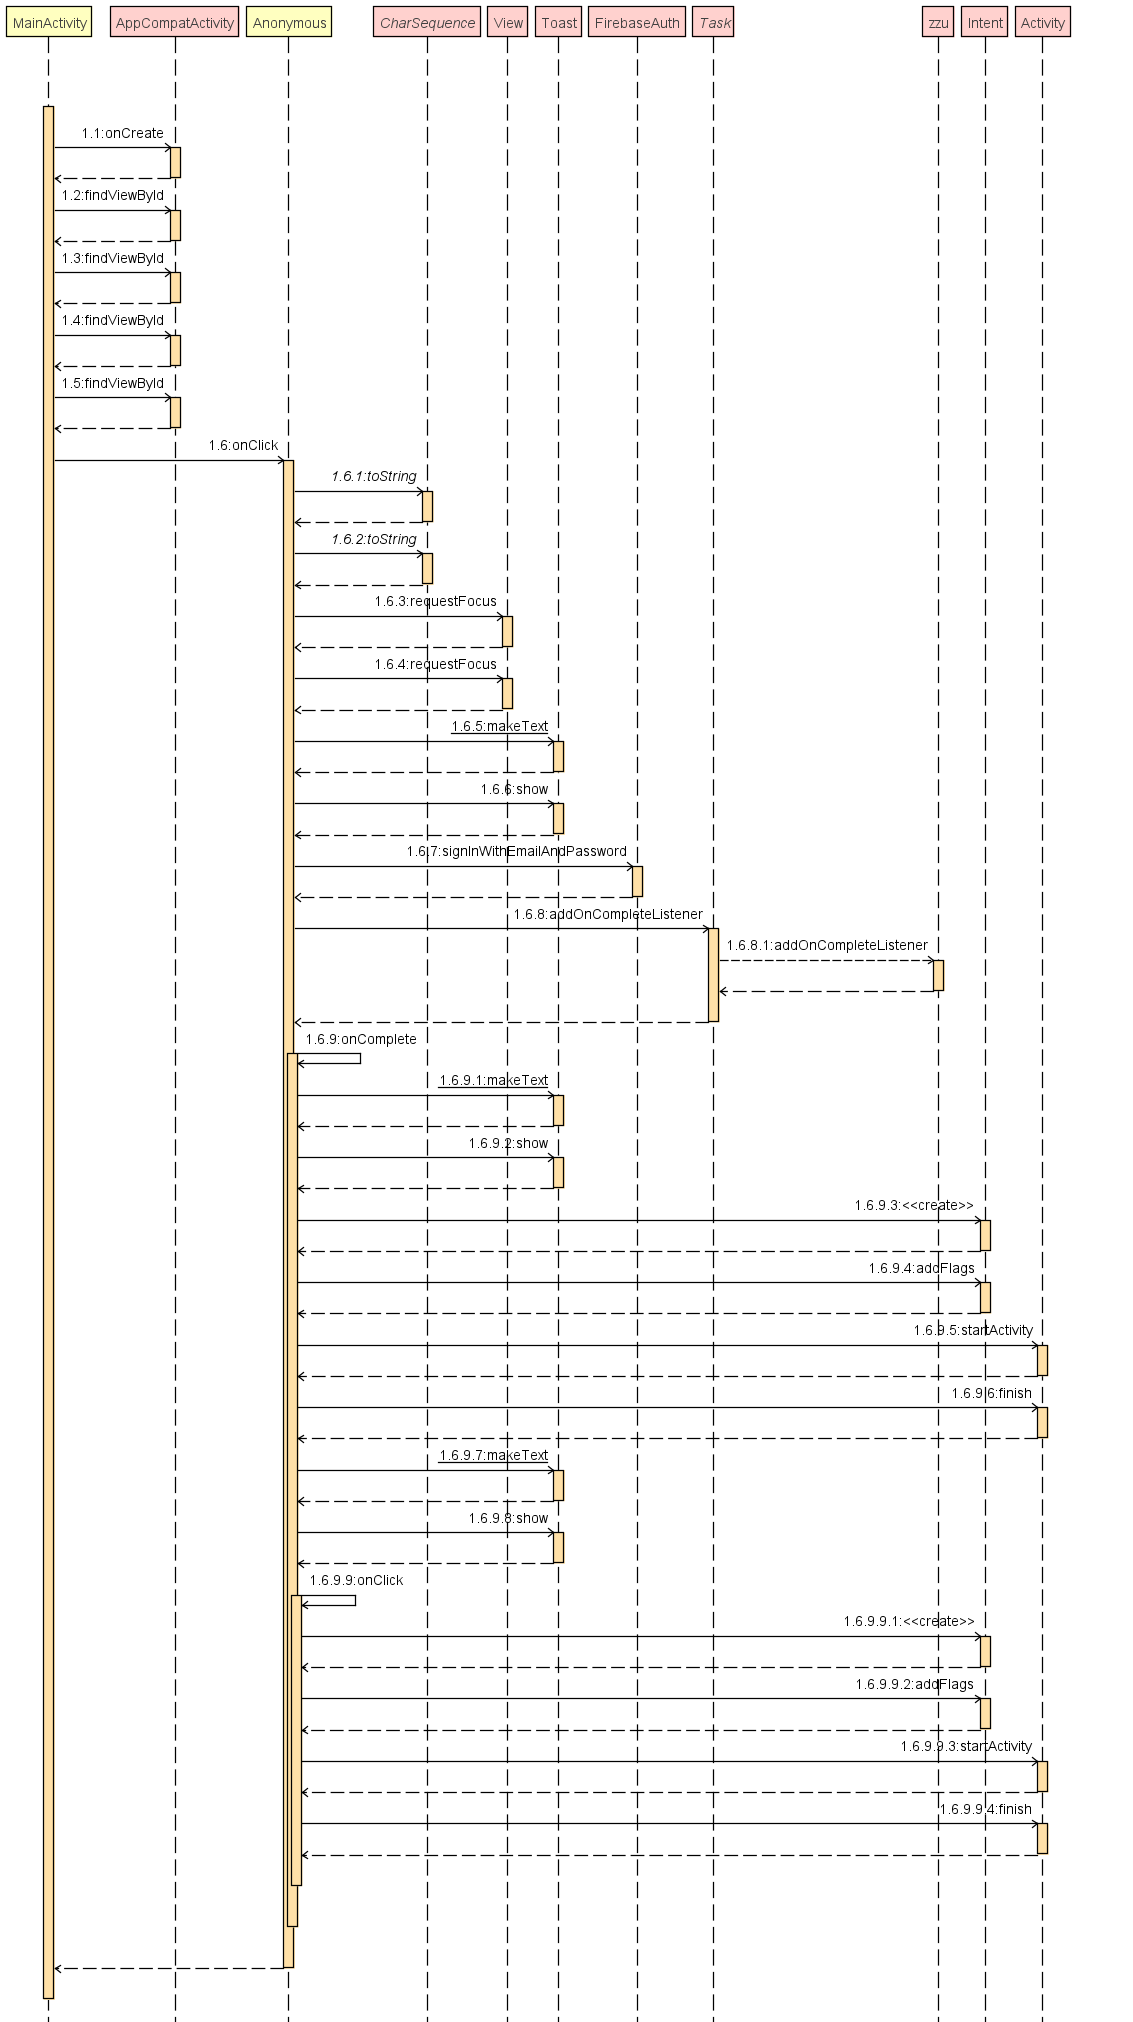 MainActivity
AppCompatActivity
Anonymous
CharSequence
View
Toast
FirebaseAuth
Task
zzu
Intent
Activity
1.1:onCreate
1.2:findViewById
1.3:findViewById
1.4:findViewById
1.5:findViewById
1.6:onClick
1.6.1:toString
1.6.2:toString
1.6.3:requestFocus
1.6.4:requestFocus
1.6.5:makeText
1.6.6:show
1.6.7:signInWithEmailAndPassword
1.6.8:addOnCompleteListener
1.6.8.1:addOnCompleteListener
1.6.9:onComplete
1.6.9.1:makeText
1.6.9.2:show
1.6.9.3:<<create>>
1.6.9.4:addFlags
1.6.9.5:startActivity
1.6.9.6:finish
1.6.9.7:makeText
1.6.9.8:show
1.6.9.9:onClick
1.6.9.9.1:<<create>>
1.6.9.9.2:addFlags
1.6.9.9.3:startActivity
1.6.9.9.4:finish